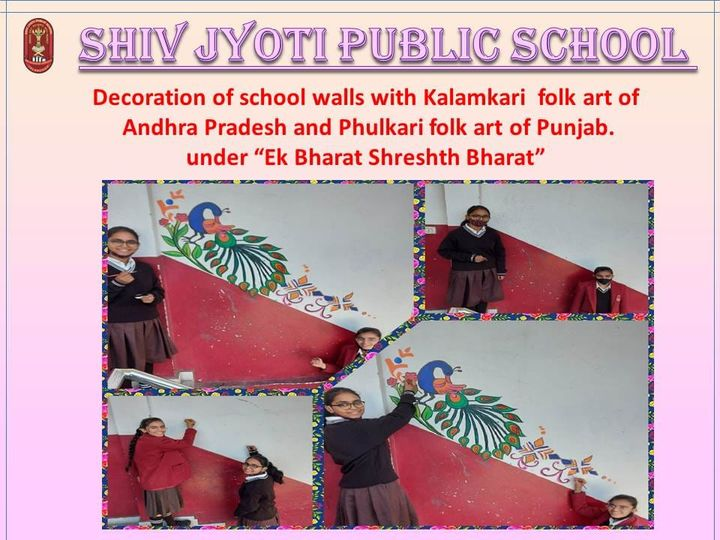 SHIV JYOTI PUBLIC SCHOOL
Decoration of school walls with Kalamkari folk art of
Andhra Pradesh and Phulkari folk art of Punjab.
under “Ek Bharat Shreshth Bharat”